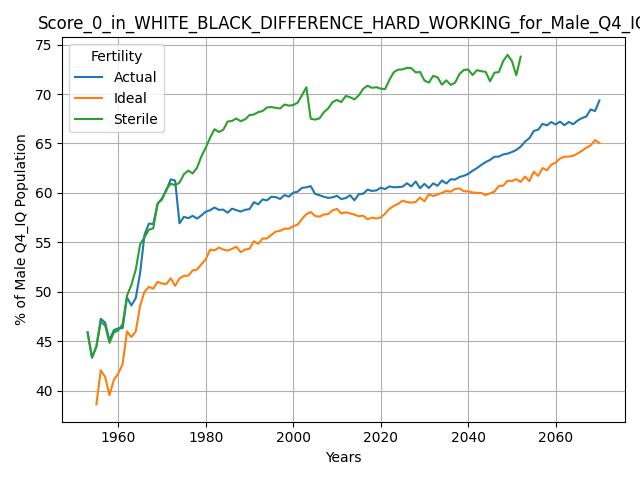 Score_0_in_WHITE_BLACK_DIFFERENCE_HARD_WORKING_for_Male_Q4_IQ
75
70
65
60
55
50
45
40
% of Male Q4_IQ Population
Fertility
Actual
Ideal
Sterile
1960 1980 2000 2020 2040 2060
Years